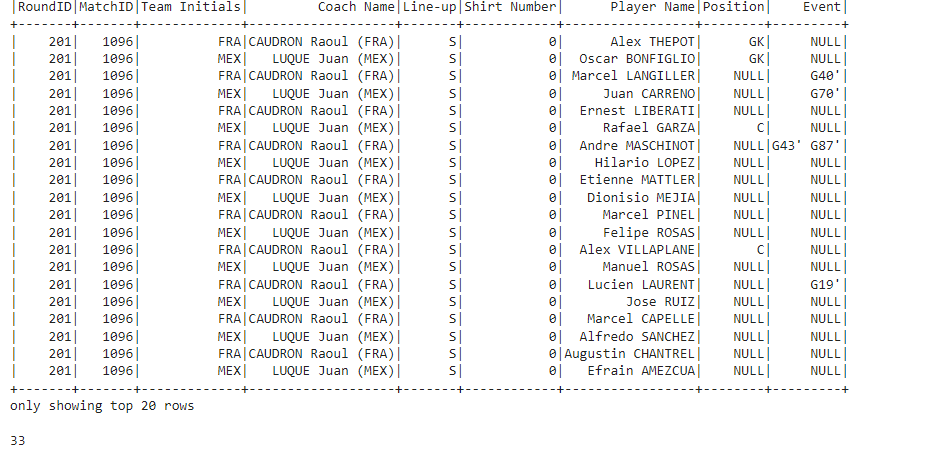 |RoundID|MatchID|Team Initials|         Coach Name|Line-up|Shirt Number|      Player Name|Position|    Event|
+-------+-------+-------------+-------------------+-------+------------+-----------------+--------+---------+
|    201|   1096|          FRA|CAUDRON Raoul (FRA)|      S|           0|      Alex THEPOT|      GK|     NULL|
|    201|   1096|          MEX|   LUQUE Juan (MEX)|      S|           0|  Oscar BONFIGLIO|      GK|     NULL|
|    201|   1096|          FRA|CAUDRON Raoul (FRA)|      S|           0| Marcel LANGILLER|    NULL|     G40'|
|    201|   1096|          MEX|   LUQUE Juan (MEX)|      S|           0|     Juan CARRENO|    NULL|     G70'|
|    201|   1096|          FRA|CAUDRON Raoul (FRA)|      S|           0|  Ernest LIBERATI|    NULL|     NULL|
|    201|   1096|          MEX|   LUQUE Juan (MEX)|      S|           0|     Rafael GARZA|       C|     NULL|
|    201|   1096|          FRA|CAUDRON Raoul (FRA)|      S|           0|  Andre MASCHINOT|    NULL|G43' G87'|
|    201|   1096|          MEX|   LUQUE Juan (MEX)|      S|           0|    Hilario LOPEZ|    NULL|     NULL|
|    201|   1096|          FRA|CAUDRON Raoul (FRA)|      S|           0|  Etienne MATTLER|    NULL|     NULL|
|    201|   1096|          MEX|   LUQUE Juan (MEX)|      S|           0|   Dionisio MEJIA|    NULL|     NULL|
|    201|   1096|          FRA|CAUDRON Raoul (FRA)|      S|           0|     Marcel PINEL|    NULL|     NULL|
|    201|   1096|          MEX|   LUQUE Juan (MEX)|      S|           0|     Felipe ROSAS|    NULL|     NULL|
|    201|   1096|          FRA|CAUDRON Raoul (FRA)|      S|           0|   Alex VILLAPLANE|       C|     NULL|
|    201|   1096|          MEX|   LUQUE Juan (MEX)|      S|           0|     Manuel ROSAS|    NULL|     NULL|
|    201|   1096|          FRA|CAUDRON Raoul (FRA)|      S|           0|   Lucien LAURENT|    NULL|     G19'|
|    201|   1096|          MEX|   LUQUE Juan (MEX)|      S|           0|        Jose RUIZ|    NULL|     NULL|
|    201|   1096|          FRA|CAUDRON Raoul (FRA)|      S|           0|   Marcel CAPELLE|    NULL|     NULL|
|    201|   1096|          MEX|   LUQUE Juan (MEX)|      S|           0|  Alfredo SANCHEZ|    NULL|     NULL|
|    201|   1096|          FRA|CAUDRON Raoul (FRA)|      S|           0|Augustin CHANTREL|    NULL|     NULL|
|    201|   1096|          MEX|   LUQUE Juan (MEX)|      S|           0|   Efrain AMEZCUA|    NULL|     NULL|
+-------+-------+-------------+-------------------+-------+------------+-----------------+--------+---------+
only showing top 20 rows
33